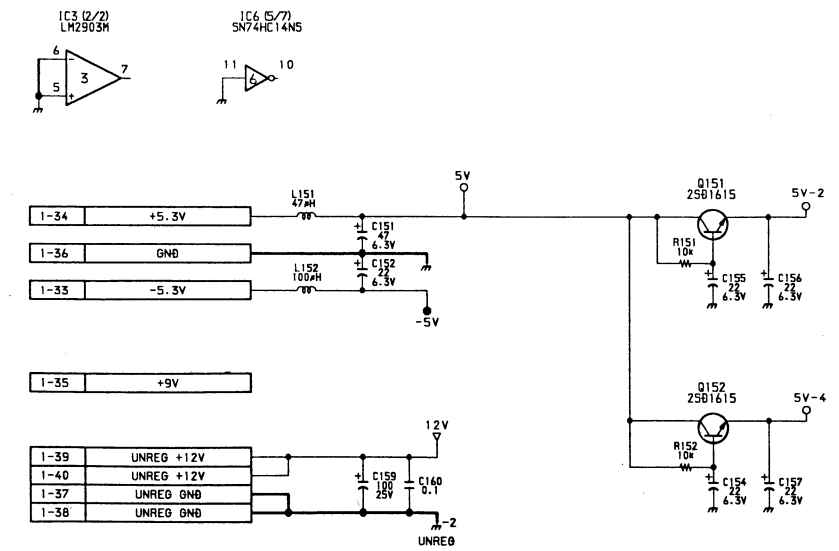 IC3 (2/2)
LM2903M
6
5
3
7
IC6 (5/7)
SN74HC14NS
11
6
10
1-34 +5.3V
1-36 GND
1-33 -5.3V
1-35 +9V
1-39 UNREG +12V
1-40 UNREG +12V
1-37 UNREG GND
1-38 UNREG GND
L151
47μH
C151
47
6.3V
C152
22
6.3V
L152
100μH
5V
-5V
12V
C159
100
25V
C160
0.1
-2
UNREG
Q151
2SD1615
5V-2
R151
10k
C155
22
6.3V
C156
22
6.3V
Q152
2SD1615
5V-4
R152
10k
C154
22
6.3V
C157
22
6.3V